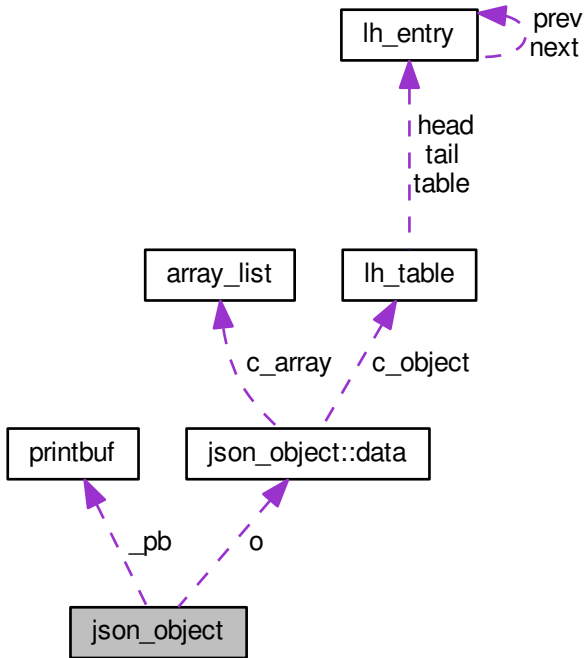 prev
lh_entry
next
head
tail
table
array_list
lh_table
c_array
c_object
printbuf
json_object::data
_pb
o
json_object